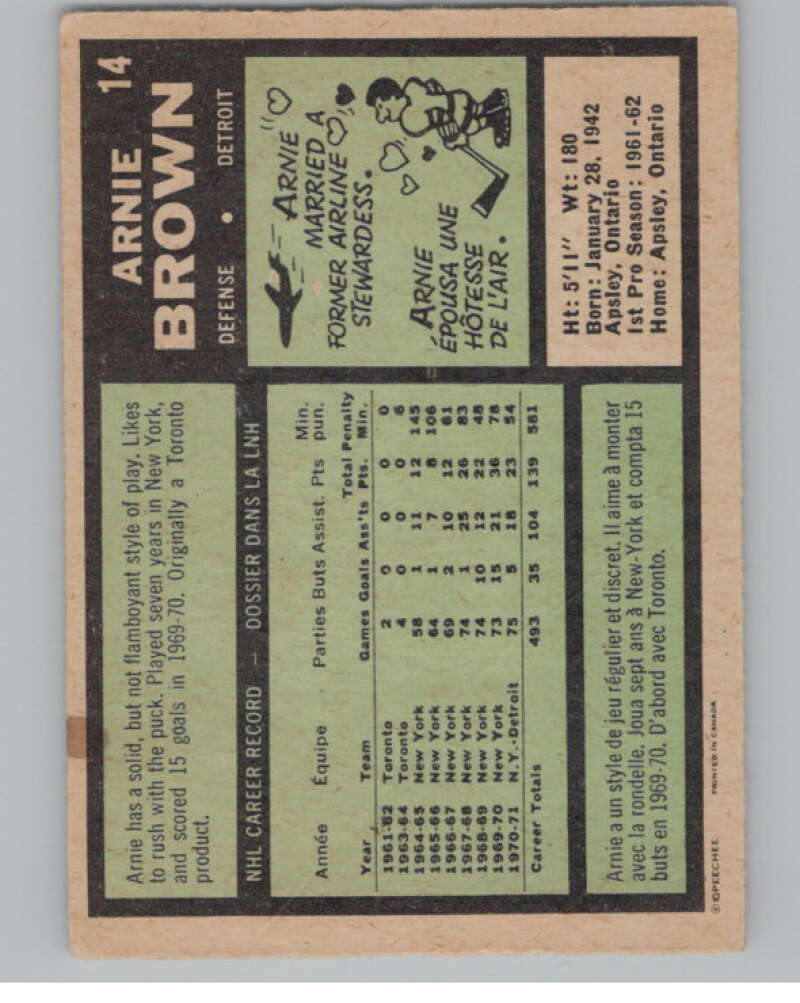 14
ARNIE
BROWN
DEFENSE • DETROIT
ARNIE
MARRIED A
FORMER AIRLINE
STEWARDESS.
ARNIE
ÉPOUSA UNE
HÔTESSE
DE L'AIR.
Ht: 5'11" Wt: 180
Born: January 28, 1942
Apsley, Ontario
1st Pro Season: 1961-62
Home: Apsley, Ontario
Arnie has a solid, but not flamboyant style of play. Likes
to rush with the puck. Played seven years in New York,
and scored 15 goals in 1969-70. Originally a Toronto
product.
NHL CAREER RECORD — DOSSIER DANS LA LNH
Année Équipe Parties Buts Assist. Pts Min. pun.
Year Team Games Goals Ass'ts Total Pts. Penalty Min.
1961-62 Toronto 2 0 0 0 0
1963-64 Toronto 4 0 0 0 6
1964-65 New York 58 1 11 12 145
1965-66 New York 64 1 7 8 106
1966-67 New York 69 2 10 12 61
1967-68 New York 74 1 25 26 83
1968-69 New York 74 10 12 22 48
1969-70 New York 73 15 21 36 78
1970-71 N.Y.-Detroit 75 5 18 23 54
Career Totals 493 35 104 139 581
Arnie a un style de jeu régulier et discret. Il aime à monter
avec la rondelle. Joua sept ans à New-York et compta 15
buts en 1969-70. D'abord avec Toronto.
© OPEECHEE PRINTED IN CANADA